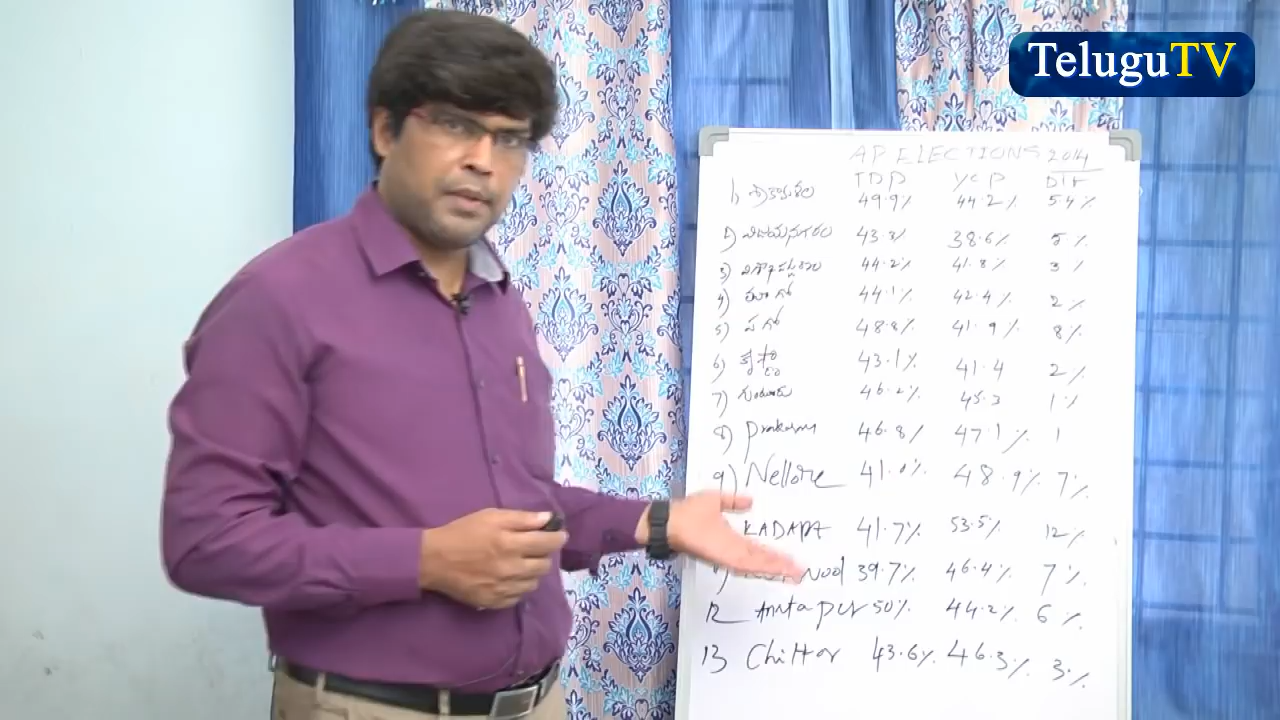 TeluguTV
AP ELECTIONS 2014
TDP YCP Dif
1) శ్రీకాకుళం 49.9% 44.2% 5.4%
2) విజయనగరం 43.8% 38.6% 5%
3) విశాఖపట్టణం 44.2% 41.8% 3%
4) తూ గో 44.1% 42.4% 2%
5) ప గో 48.8% 41.9% 8%
6) కృష్ణా 43.1% 41.4 2%
7) గుంటూరు 46.2% 45.3 1%
8) prakasm 46.8% 47.1% 1
9) Nellore 48.9% 7%
KADAPA 41.7% 53.5% 12%
39.7% 46.4% 7%
12 Anatapur 50% 44.2% 6%
13 Chittor 43.6% 46.3% 3%